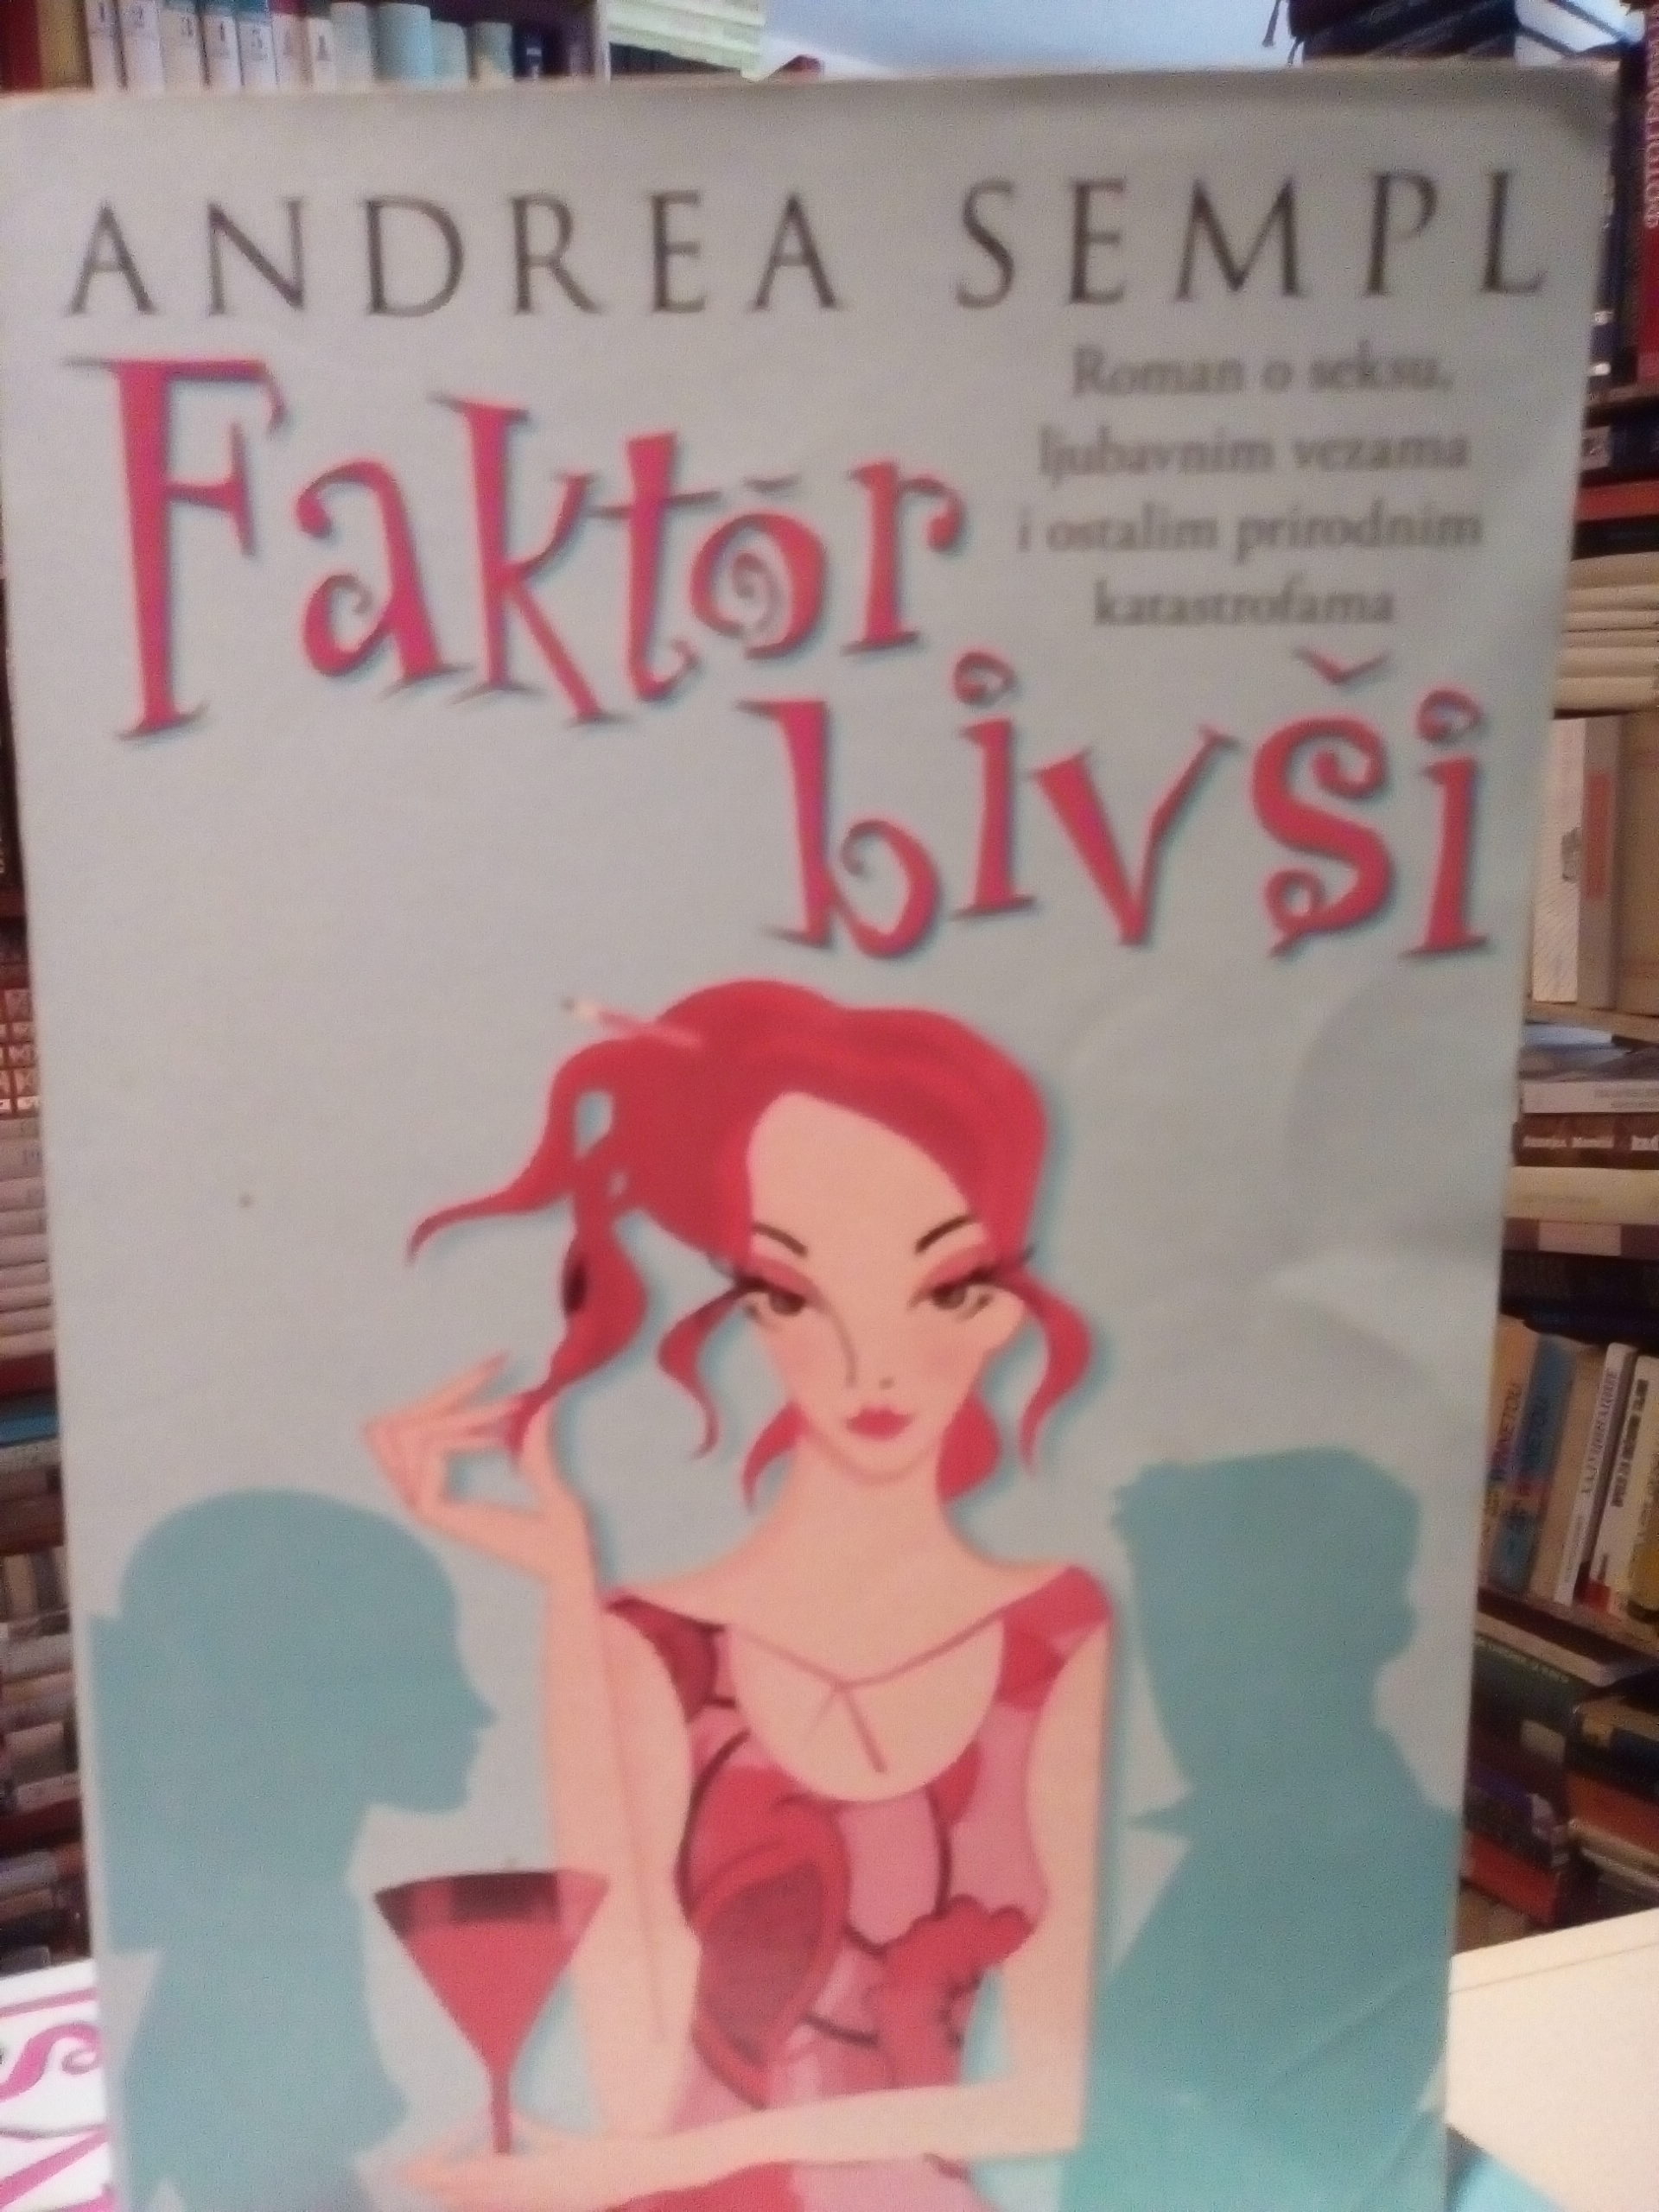 ANDREA SEMPL
Faktor
bivši
Roman o seksu,
ljubavnim vezama
i ostalim prirodnim
katastrofama